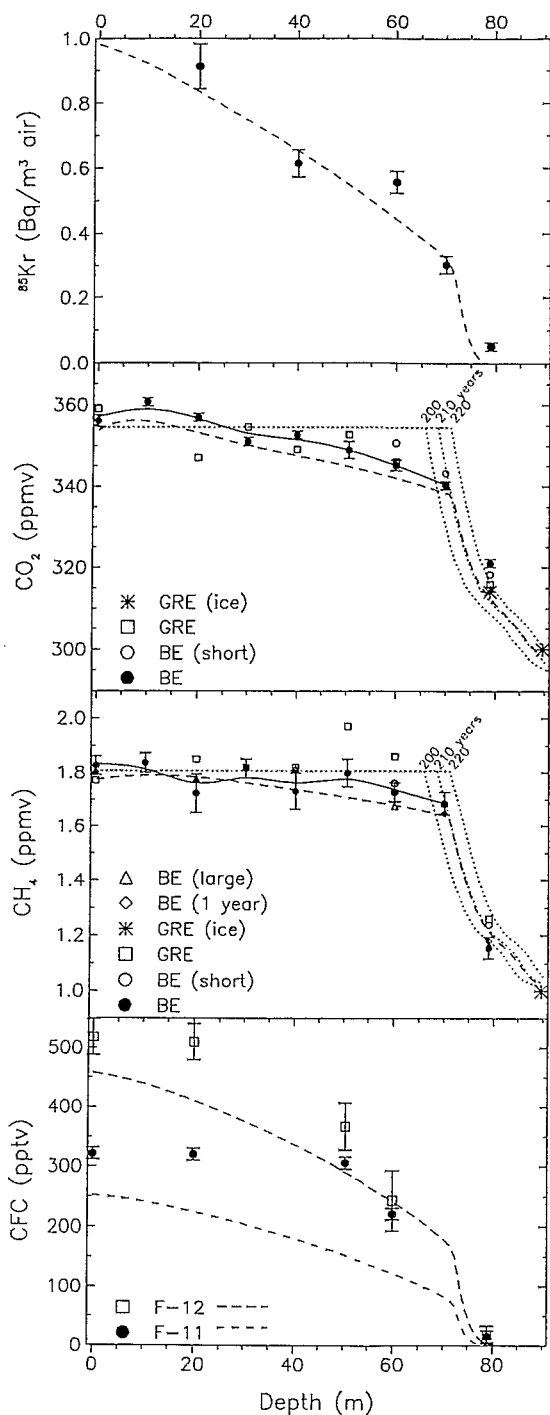 0 20 40 60 80
1.0
0.8
0.6
0.4
0.2
0.0
⁸⁵Kr (Bq/m³ air)
360
340
320
300
CO₂ (ppmv)
200
210 years
220
GRE (ice)
GRE
BE (short)
BE
2.0
1.8
1.6
1.4
1.2
1.0
CH₄ (ppmv)
200
210 years
220
BE (large)
BE (1 year)
GRE (ice)
GRE
BE (short)
BE
500
400
300
200
100
0
CFC (pptv)
F-12
F-11
0 20 40 60 80
Depth (m)